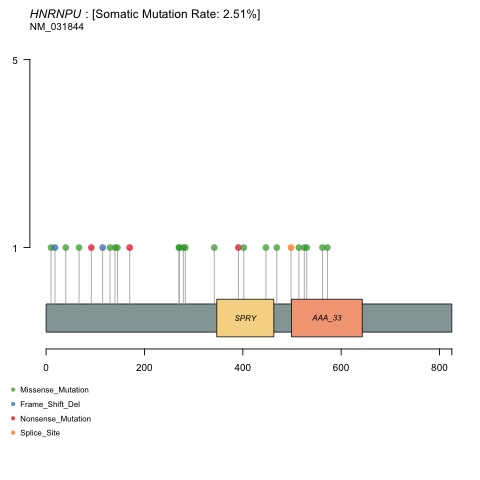 HNRNPU : [Somatic Mutation Rate: 2.51%]
NM_031844
5
1
SPRY
AAA_33
0 200 400 600 800
Missense_Mutation
Frame_Shift_Del
Nonsense_Mutation
Splice_Site